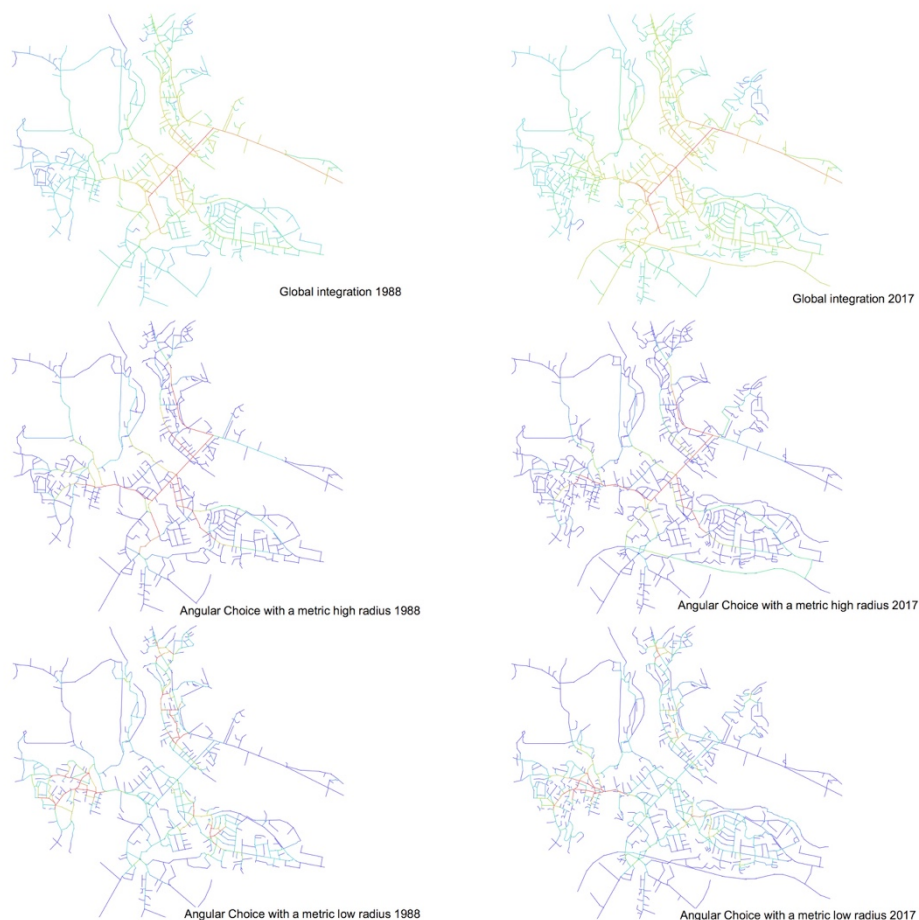 Global integration 1988
Global integration 2017
Angular Choice with a metric high radius 1988
Angular Choice with a metric high radius 2017
Angular Choice with a metric low radius 1988
Angular Choice with a metric low radius 2017